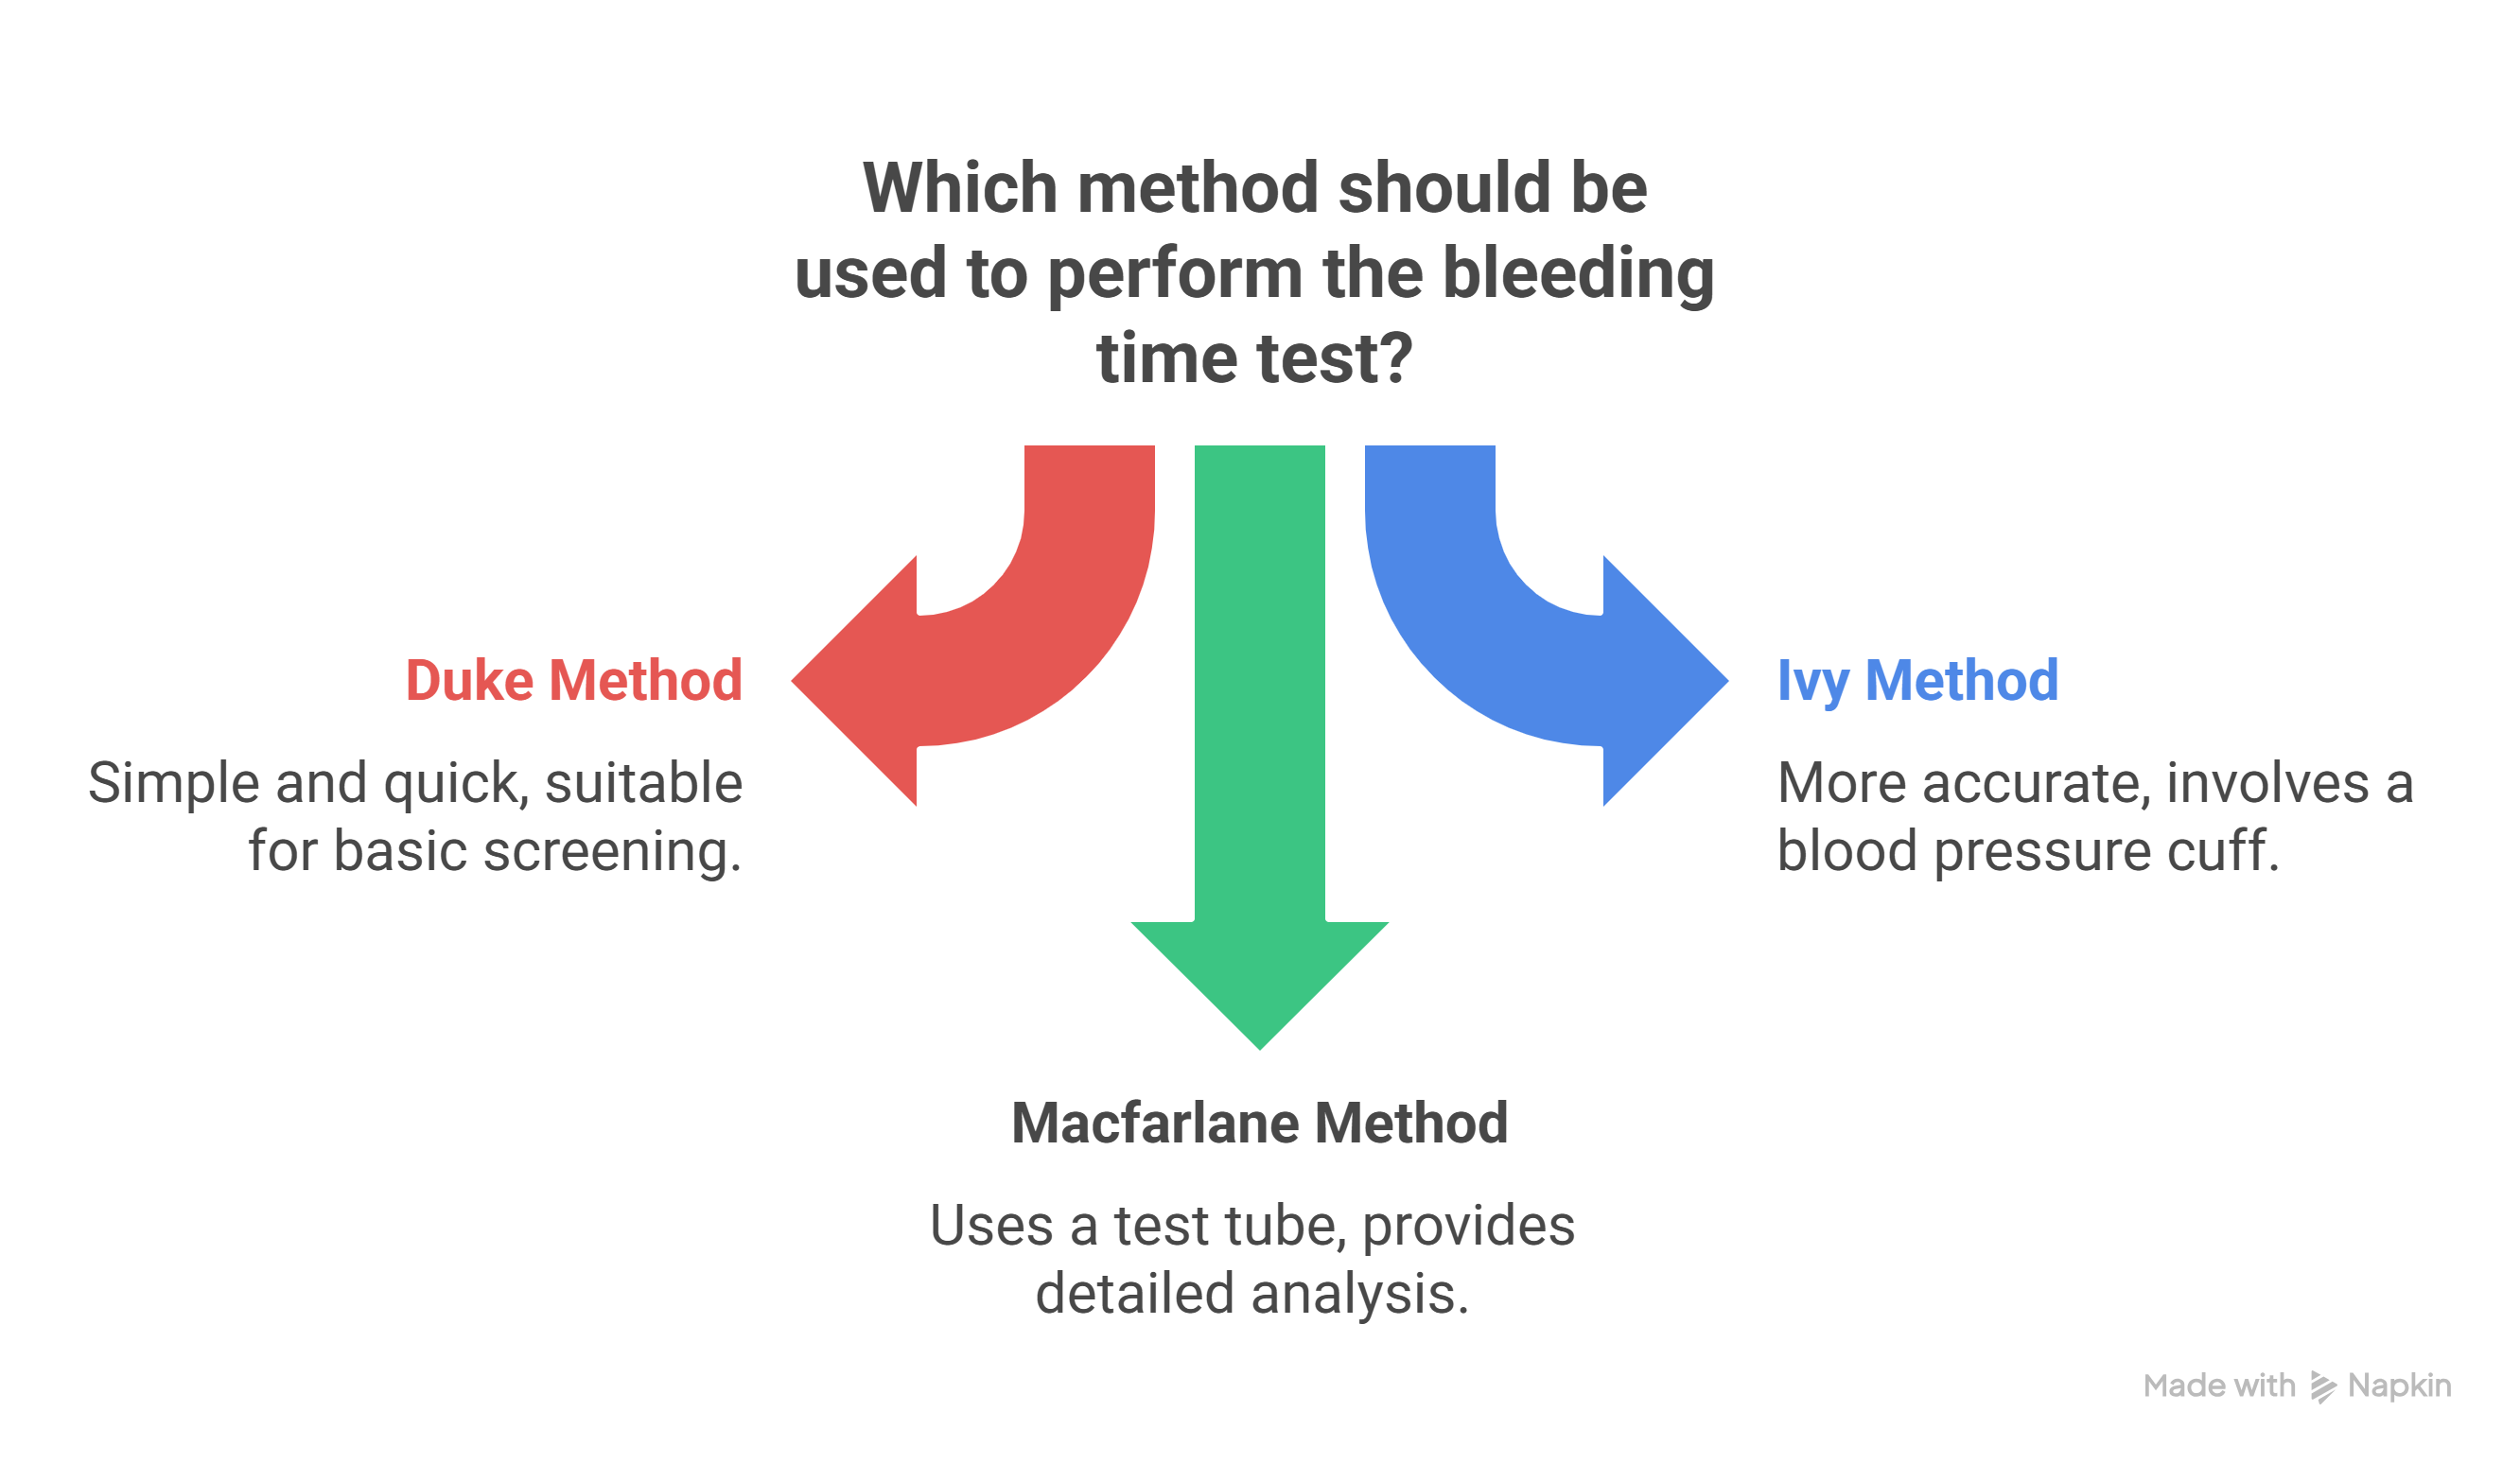 Which method should be
used to perform the bleeding
time test?
Duke Method
Simple and quick, suitable
for basic screening.
Ivy Method
More accurate, involves a
blood pressure cuff.
Macfarlane Method
Uses a test tube, provides
detailed analysis.
Made with Napkin